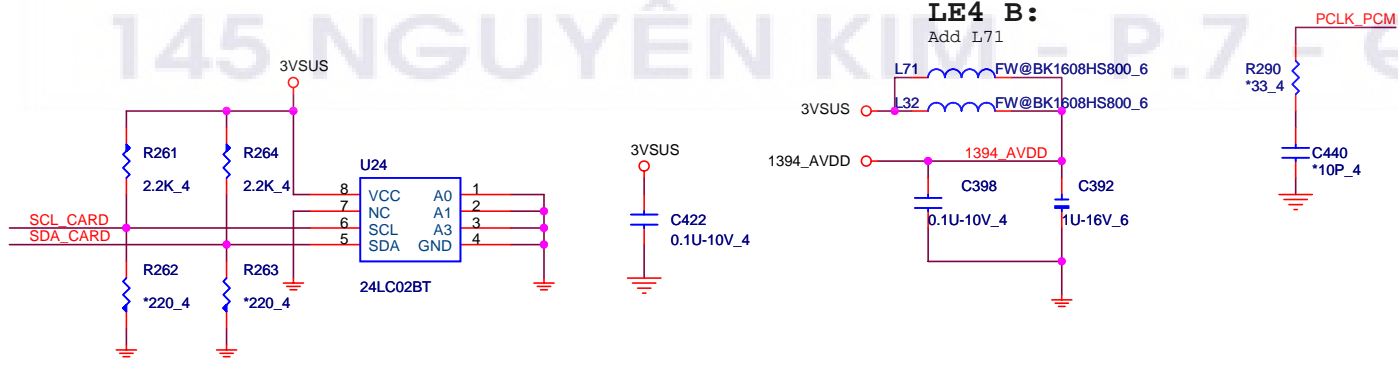 145 NGUYÊN KIM - P.7 - 6
LE4 B:
Add L71
PCLK_PCM
3VSUS
L71
FW@BK1608HS800_6
R290
*33_4
3VSUS
L32
FW@BK1608HS800_6
R261
2.2K_4
R264
2.2K_4
U24
3VSUS
1394_AVDD
1394_AVDD
C440
*10P_4
8 VCC A0 1
7 NC A1 2
6 SCL A3 3
5 SDA GND 4
SCL_CARD
SDA_CARD
C422
0.1U-10V_4
C398
0.1U-10V_4
C392
1U-16V_6
R262
*220_4
R263
*220_4
24LC02BT